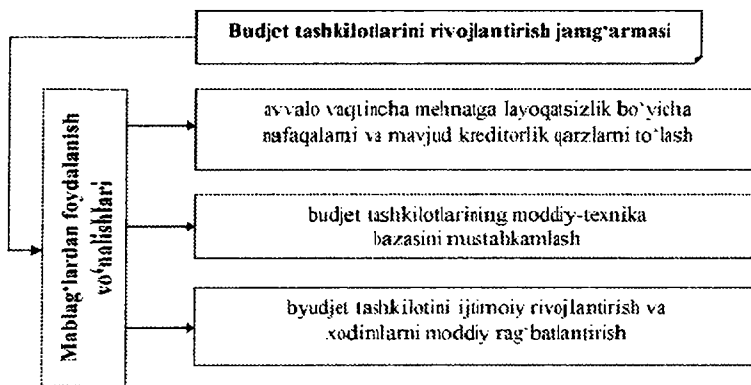 Budjet tashkilotlarini rivojlantirish jamg‘armasi
Mablag‘lardan foydalanish
yo‘nalishlari
avvalo vaqtincha mehnatga layoqatsizlik bo‘yicha
nafaqalarni va mavjud kreditorlik qarzlarni to‘lash
budjet tashkilotlarining moddiy-texnika
bazasini mustahkamlash
byudjet tashkilotini ijtimoiy rivojlantirish va
xodimlarni moddiy rag‘batlantirish